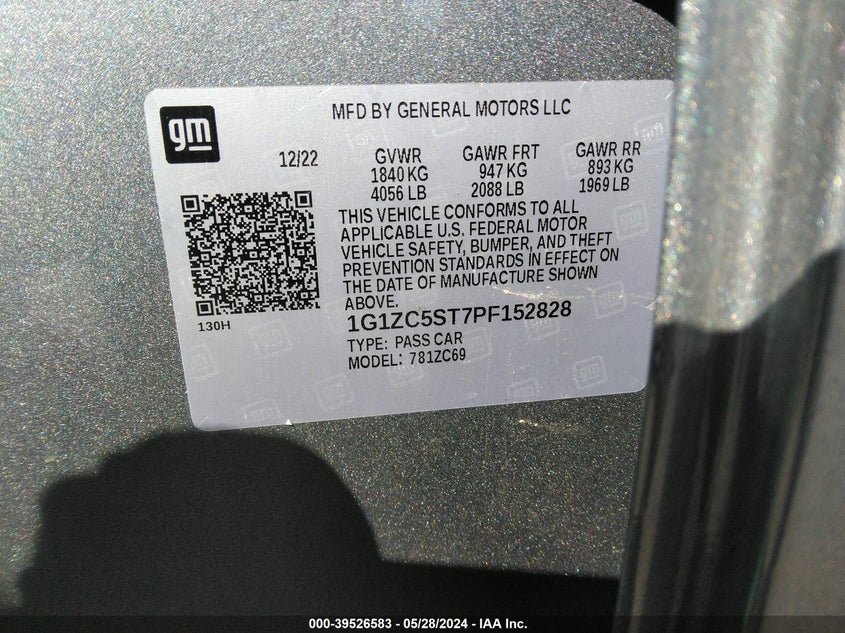 gm
MFD BY GENERAL MOTORS LLC
12/22 GVWR GAWR FRT GAWR RR
1840 KG 947 KG 893 KG
4056 LB 2088 LB 1969 LB
THIS VEHICLE CONFORMS TO ALL
APPLICABLE U.S. FEDERAL MOTOR
VEHICLE SAFETY, BUMPER, AND THEFT
PREVENTION STANDARDS IN EFFECT ON
THE DATE OF MANUFACTURE SHOWN
ABOVE.
130H
1G1ZC5ST7PF152828
TYPE: PASS CAR
MODEL: 781ZC69
000-39526583 - 05/28/2024 - IAA Inc.